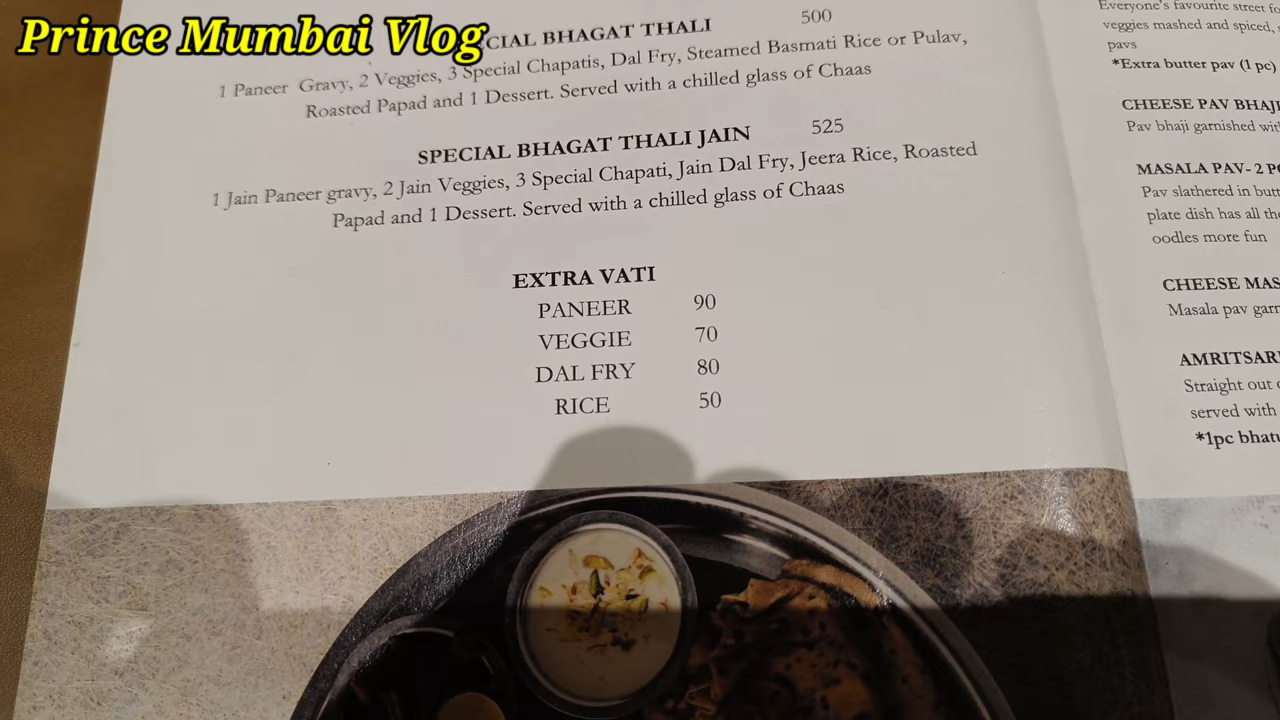 Prince Mumbai Vlog
CIAL BHAGAT THALI 500
1 Paneer Gravy, 2 Veggies, 3 Special Chapatis, Dal Fry, Steamed Basmati Rice or Pulav,
Roasted Papad and 1 Dessert. Served with a chilled glass of Chaas
SPECIAL BHAGAT THALI JAIN 525
1 Jain Paneer gravy, 2 Jain Veggies, 3 Special Chapati, Jain Dal Fry, Jeera Rice, Roasted
Papad and 1 Dessert. Served with a chilled glass of Chaas
EXTRA VATI
PANEER 90
VEGGIE 70
DAL FRY 80
RICE 50
Everyone's favourite street fo
veggies mashed and spiced,
pavs
*Extra butter pav (1 pc)
CHEESE PAV BHAJI
Pav bhaji garnished wit
MASALA PAV- 2 P
Pav slathered in butt
plate dish has all th
oodles more fun
CHEESE MAS
Masala pav garn
AMRITSAR
Straight out
served with
*1pc bhatu